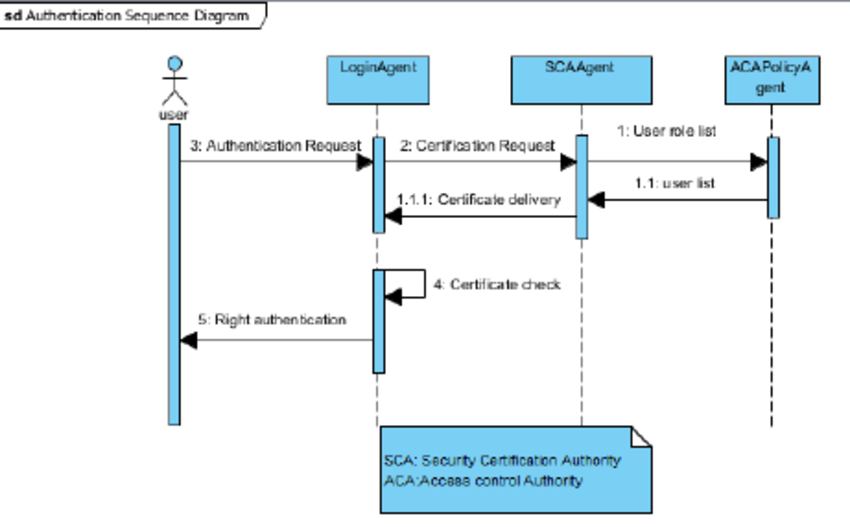 sd Authentication Sequence Diagram
LoginAgent
SCAAgent
ACAPolicyA
gent
user
3: Authentication Request
2: Certification Request
1: User role list
1.1: user list
1.1.1: Certificate delivery
4: Certificate check
5: Right authentication
SCA: Security Certification Authority
ACA:Access control Authority